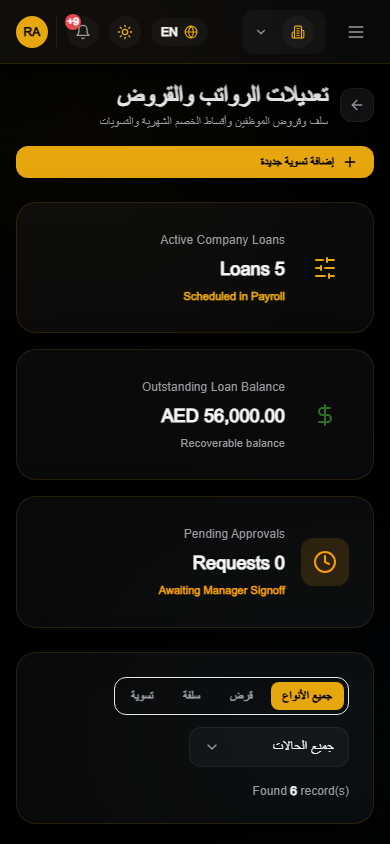 RA
+9
EN
تعديلات الرواتب والقروض
سلف وقروض الموظفين وأقساط الخصم الشهرية والتسويات
إضافة تسوية جديدة
Active Company Loans
Loans 5
Scheduled in Payroll
Outstanding Loan Balance
AED 56,000.00
Recoverable balance
Pending Approvals
Requests 0
Awaiting Manager Signoff
جميع الأنواع قرض سلفة تسوية
جميع الحالات
Found 6 record(s)